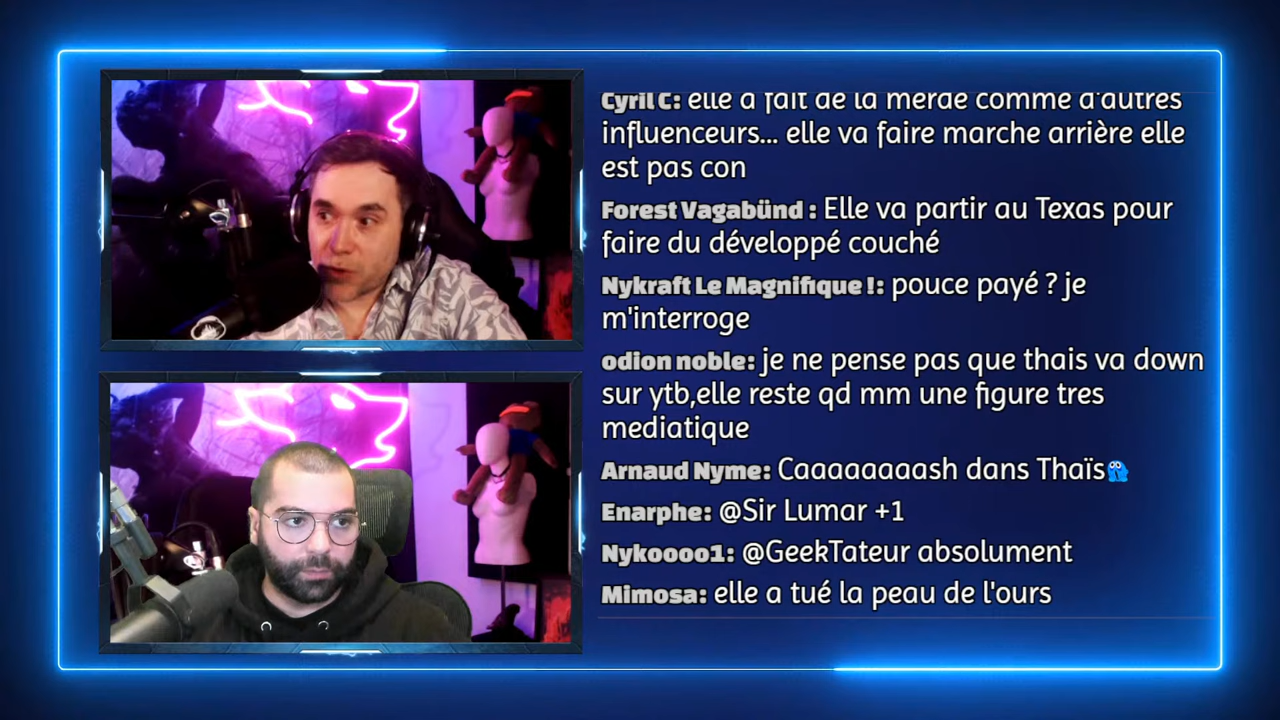 Cyril C: elle a fait de la merde comme d'autres
influenceurs... elle va faire marche arrière elle
est pas con
Forest Vagabünd : Elle va partir au Texas pour
faire du développé couché
Nykraft Le Magnifique !: pouce payé ? je
m'interroge
odion noble: je ne pense pas que thais va down
sur ytb,elle reste qd mm une figure tres
mediatique
Arnaud Nyme: Caaaaaaaash dans Thaïs
Enarphe: @Sir Lumar +1
Nykoooo1: @GeekTateur absolument
Mimosa: elle a tué la peau de l'ours